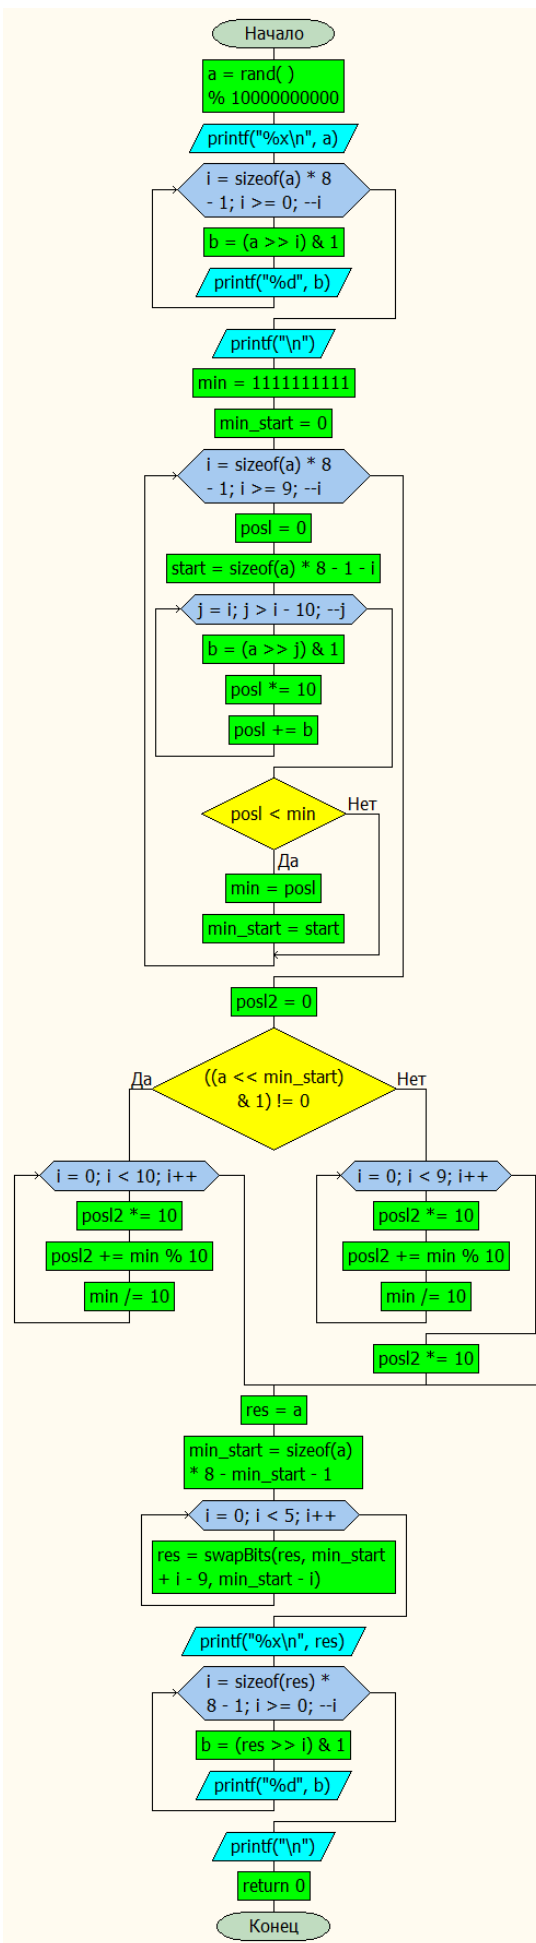 Начало
a = rand( )
% 10000000000
printf("%x\n", a)
i = sizeof(a) * 8
- 1; i >= 0; --i
b = (a >> i) & 1
printf("%d", b)
printf("\n")
min = 1111111111
min_start = 0
i = sizeof(a) * 8
- 1; i >= 9; --i
posl = 0
start = sizeof(a) * 8 - 1 - i
j = i; j > i - 10; --j
b = (a >> j) & 1
posl *= 10
posl += b
posl < min
Нет
Да
min = posl
min_start = start
posl2 = 0
((a << min_start)
& 1) != 0
Да
Нет
i = 0; i < 10; i++
posl2 *= 10
posl2 += min % 10
min /= 10
i = 0; i < 9; i++
posl2 *= 10
posl2 += min % 10
min /= 10
posl2 *= 10
res = a
min_start = sizeof(a)
* 8 - min_start - 1
i = 0; i < 5; i++
res = swapBits(res, min_start
+ i - 9, min_start - i)
printf("%x\n", res)
i = sizeof(res) *
8 - 1; i >= 0; --i
b = (res >> i) & 1
printf("%d", b)
printf("\n")
return 0
Конец